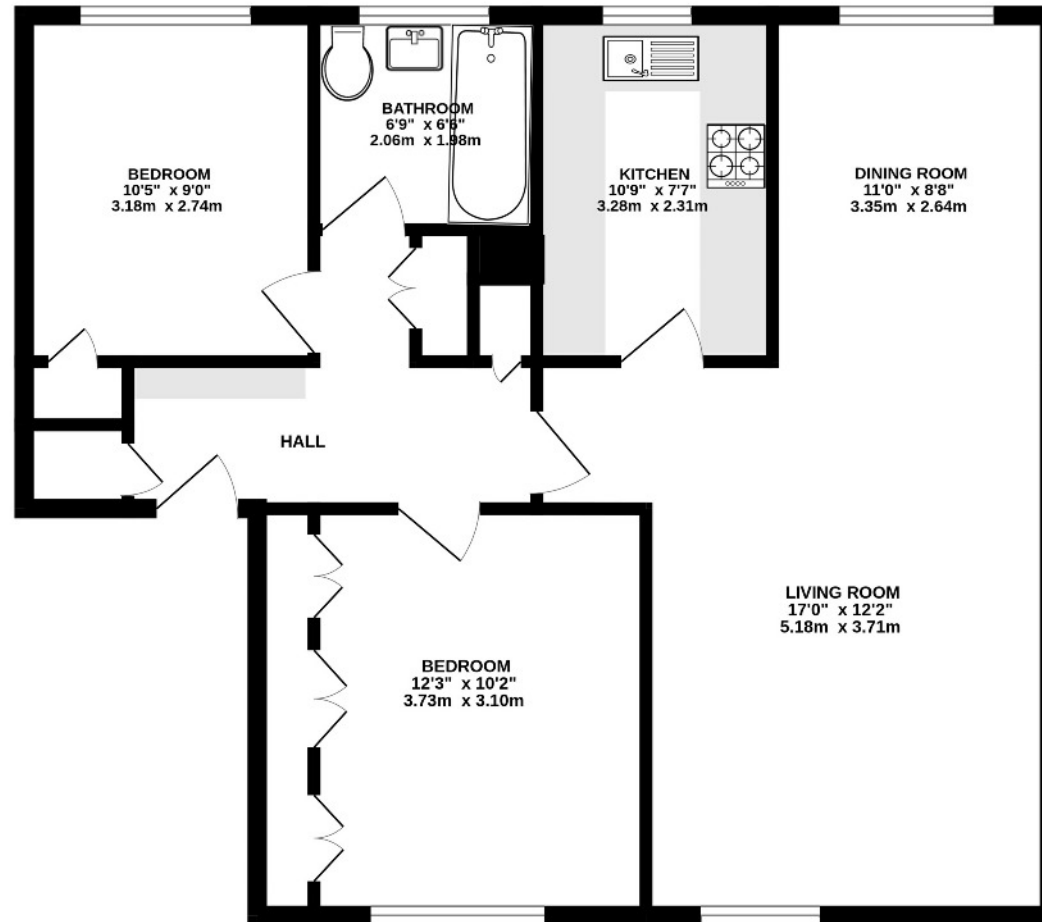 BATHROOM
6'9" x 6'6"
2.06m x 1.98m
BEDROOM
10'5" x 9'0"
3.18m x 2.74m
KITCHEN
10'9" x 7'7"
3.28m x 2.31m
DINING ROOM
11'0" x 8'8"
3.35m x 2.64m
HALL
LIVING ROOM
17'0" x 12'2"
5.18m x 3.71m
BEDROOM
12'3" x 10'2"
3.73m x 3.10m